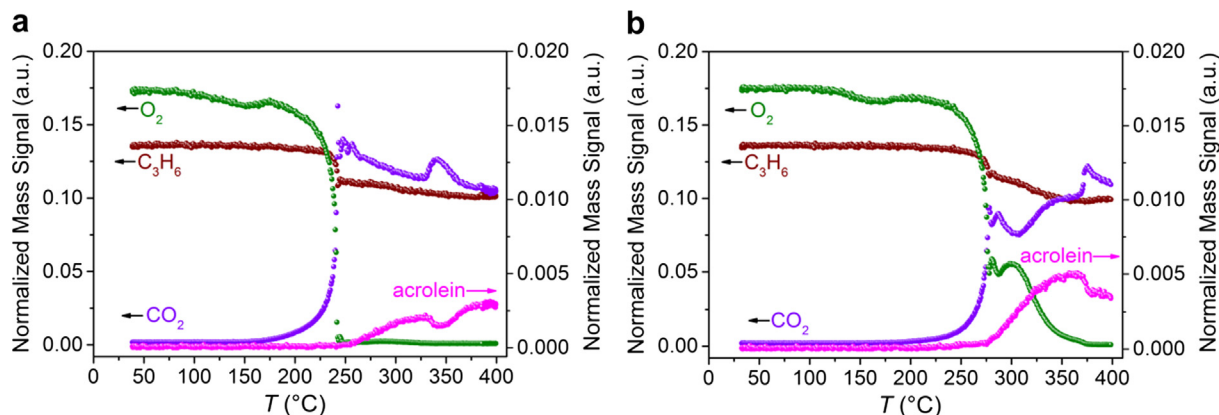 a
Normalized Mass Signal (a.u.)
0.20
0.15
0.10
0.05
0.00
0.020
0.015
0.010
0.005
0.000
Normalized Mass Signal (a.u.)
O₂
C₃H₆
acrolein
CO₂
0 50 100 150 200 250 300 350 400
T (°C)
b
Normalized Mass Signal (a.u.)
0.20
0.15
0.10
0.05
0.00
0.020
0.015
0.010
0.005
0.000
Normalized Mass Signal (a.u.)
O₂
C₃H₆
acrolein
CO₂
0 50 100 150 200 250 300 350 400
T (°C)